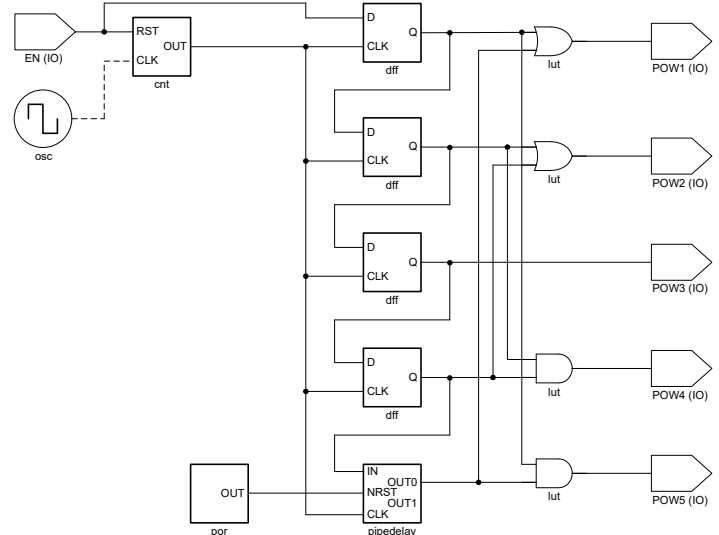 EN (IO)
RST
OUT
CLK
cnt
osc
D
Q
CLK
dff
lut
POW1 (IO)
D
Q
CLK
dff
lut
POW2 (IO)
D
Q
CLK
dff
POW3 (IO)
D
Q
CLK
dff
lut
POW4 (IO)
OUT
por
IN
OUT0
NRST
OUT1
CLK
pipedelay
lut
POW5 (IO)